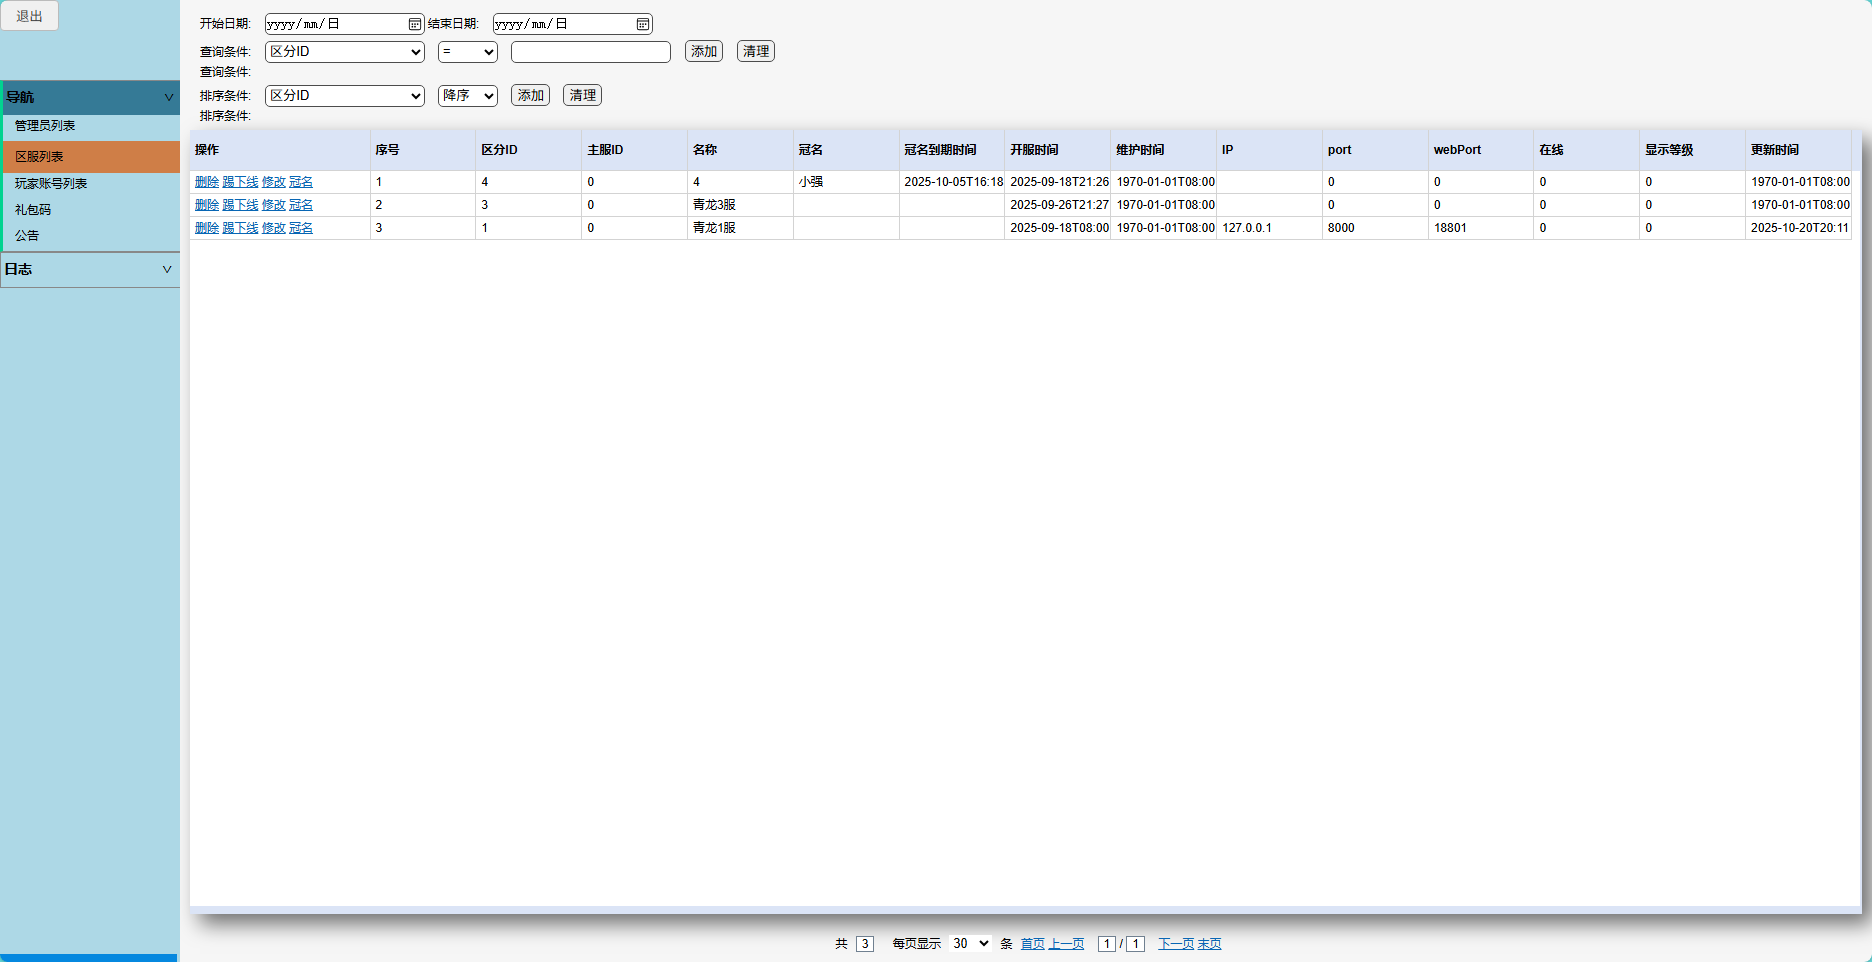 退出
导航
管理员列表
区服列表
玩家账号列表
礼包码
公告
日志
开始日期: yyyy/mm/日 结束日期: yyyy/mm/日
查询条件: 区分ID = 添加 清理
查询条件:
排序条件: 区分ID 降序 添加 清理
排序条件:
操作 序号 区分ID 主服ID 名称 冠名 冠名到期时间 开服时间 维护时间 IP port webPort 在线 显示等级 更新时间
删除 踢下线 修改 冠名 1 4 0 4 小强 2025-10-05T16:18 2025-09-18T21:26 1970-01-01T08:00 0 0 0 0 1970-01-01T08:00
删除 踢下线 修改 冠名 2 3 0 青龙3服 2025-09-26T21:27 1970-01-01T08:00 0 0 0 0 1970-01-01T08:00
删除 踢下线 修改 冠名 3 1 0 青龙1服 2025-09-18T08:00 1970-01-01T08:00 127.0.0.1 8000 18801 0 0 2025-10-20T20:11
共 3 每页显示 30 条 首页 上一页 1 / 1 下一页 末页